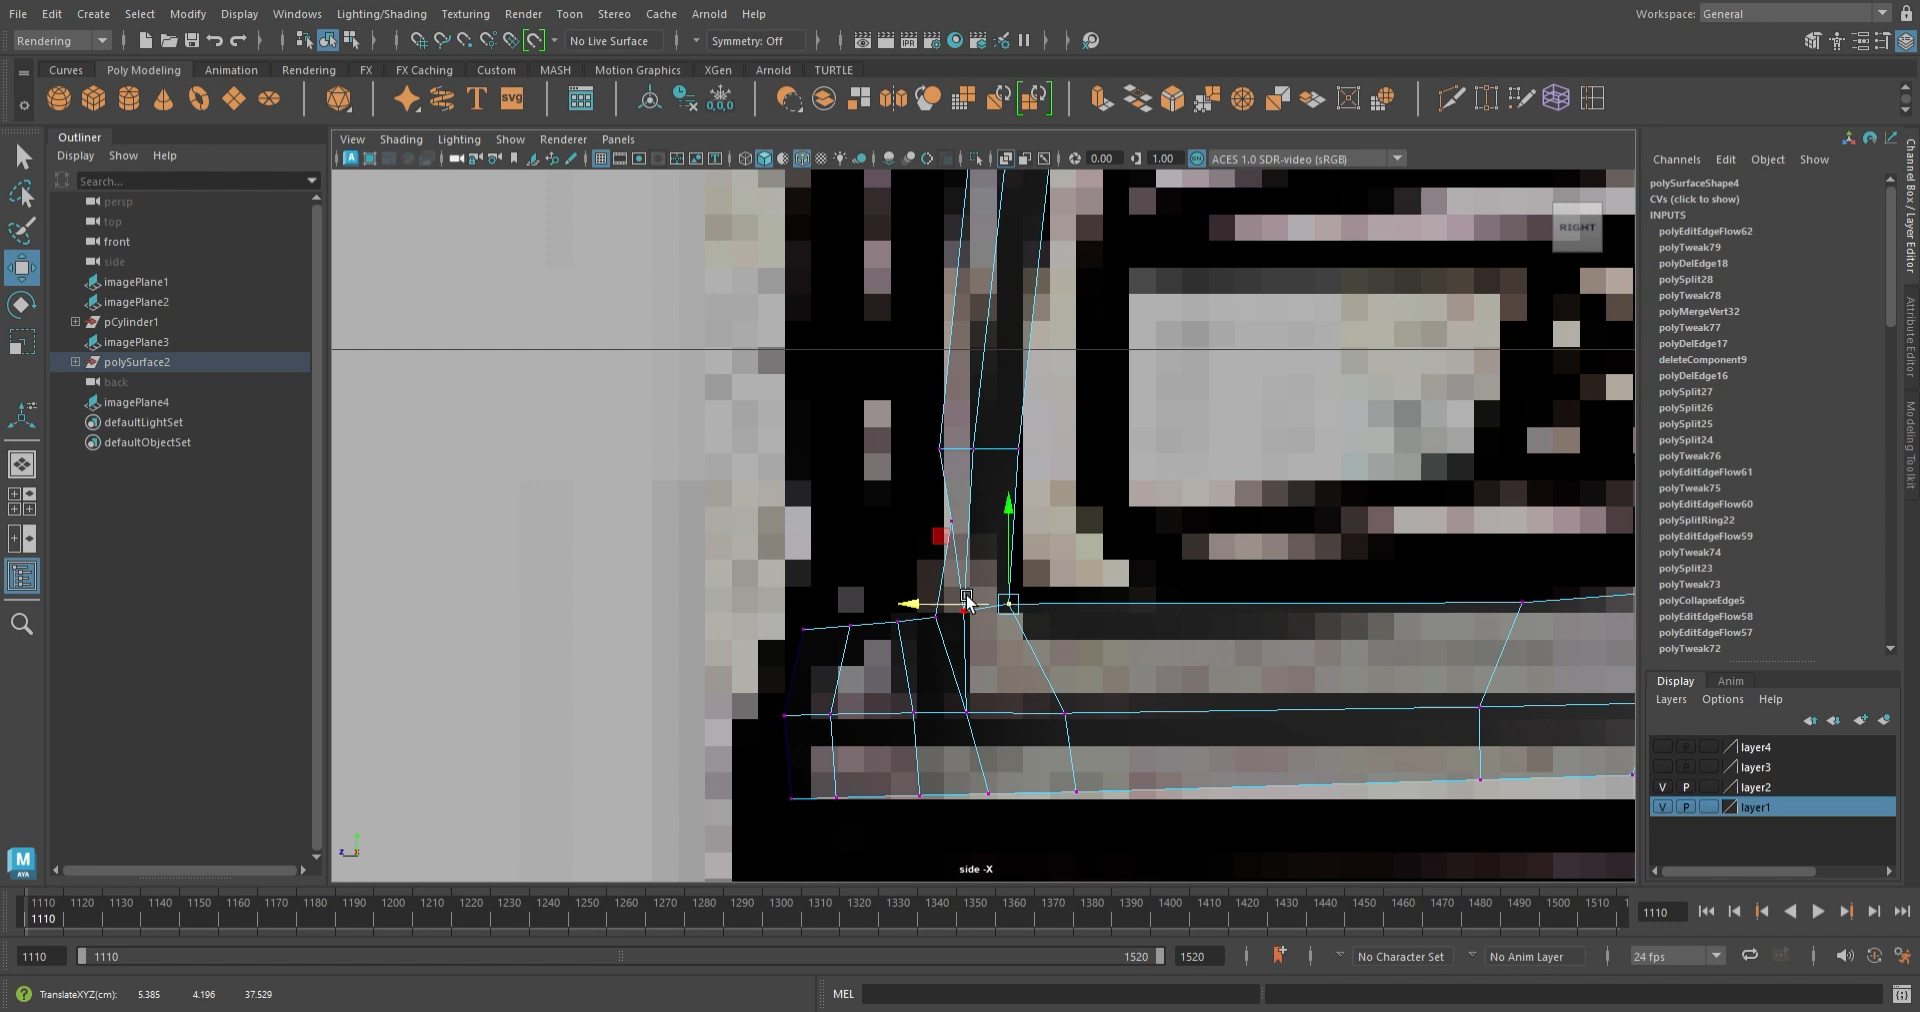 File Edit Create Select Modify Display Windows Lighting/Shading Texturing Render Toon Stereo Cache Arnold Help
Workspace: General
Rendering
No Live Surface
Symmetry: Off
Curves Poly Modeling Animation Rendering FX FX Caching Custom MASH Motion Graphics XGen Arnold TURTLE
Outliner
Display Show Help
Search...
persp
top
front
side
imagePlane1
imagePlane2
pCylinder1
imagePlane3
polySurface2
back
imagePlane4
defaultLightSet
defaultObjectSet
View Shading Lighting Show Renderer Panels
0.00
1.00
ACES 1.0 SDR-video (sRGB)
RIGHT
side -X
Channels Edit Object Show
polySurfaceShape4
CVs (click to show)
INPUTS
polyEditEdgeFlow62
polyTweak79
polyDelEdge18
polySplit28
polyTweak78
polyMergeVert32
polyTweak77
polyDelEdge17
deleteComponent9
polyDelEdge16
polySplit27
polySplit26
polySplit25
polySplit24
polyTweak76
polyEditEdgeFlow61
polyTweak75
polyEditEdgeFlow60
polySplitRing22
polyEditEdgeFlow59
polyTweak74
polySplit23
polyTweak73
polyCollapseEdge5
polyEditEdgeFlow58
polyEditEdgeFlow57
polyTweak72
Channel Box / Layer Editor
Attribute Editor
Modeling Toolkit
Display Anim
Layers Options Help
P layer4
P layer3
V P layer2
V P layer1
1110 1120 1130 1140 1150 1160 1170 1180 1190 1200 1210 1220 1230 1240 1250 1260 1270 1280 1290 1300 1310 1320 1330 1340 1350 1360 1370 1380 1390 1400 1410 1420 1430 1440 1450 1460 1470 1480 1490 1500 1510 1
1110
1110
1110
1110
1520
1520
No Character Set
No Anim Layer
24 fps
TranslateXYZ(cm): 5.385 4.196 37.529
MEL